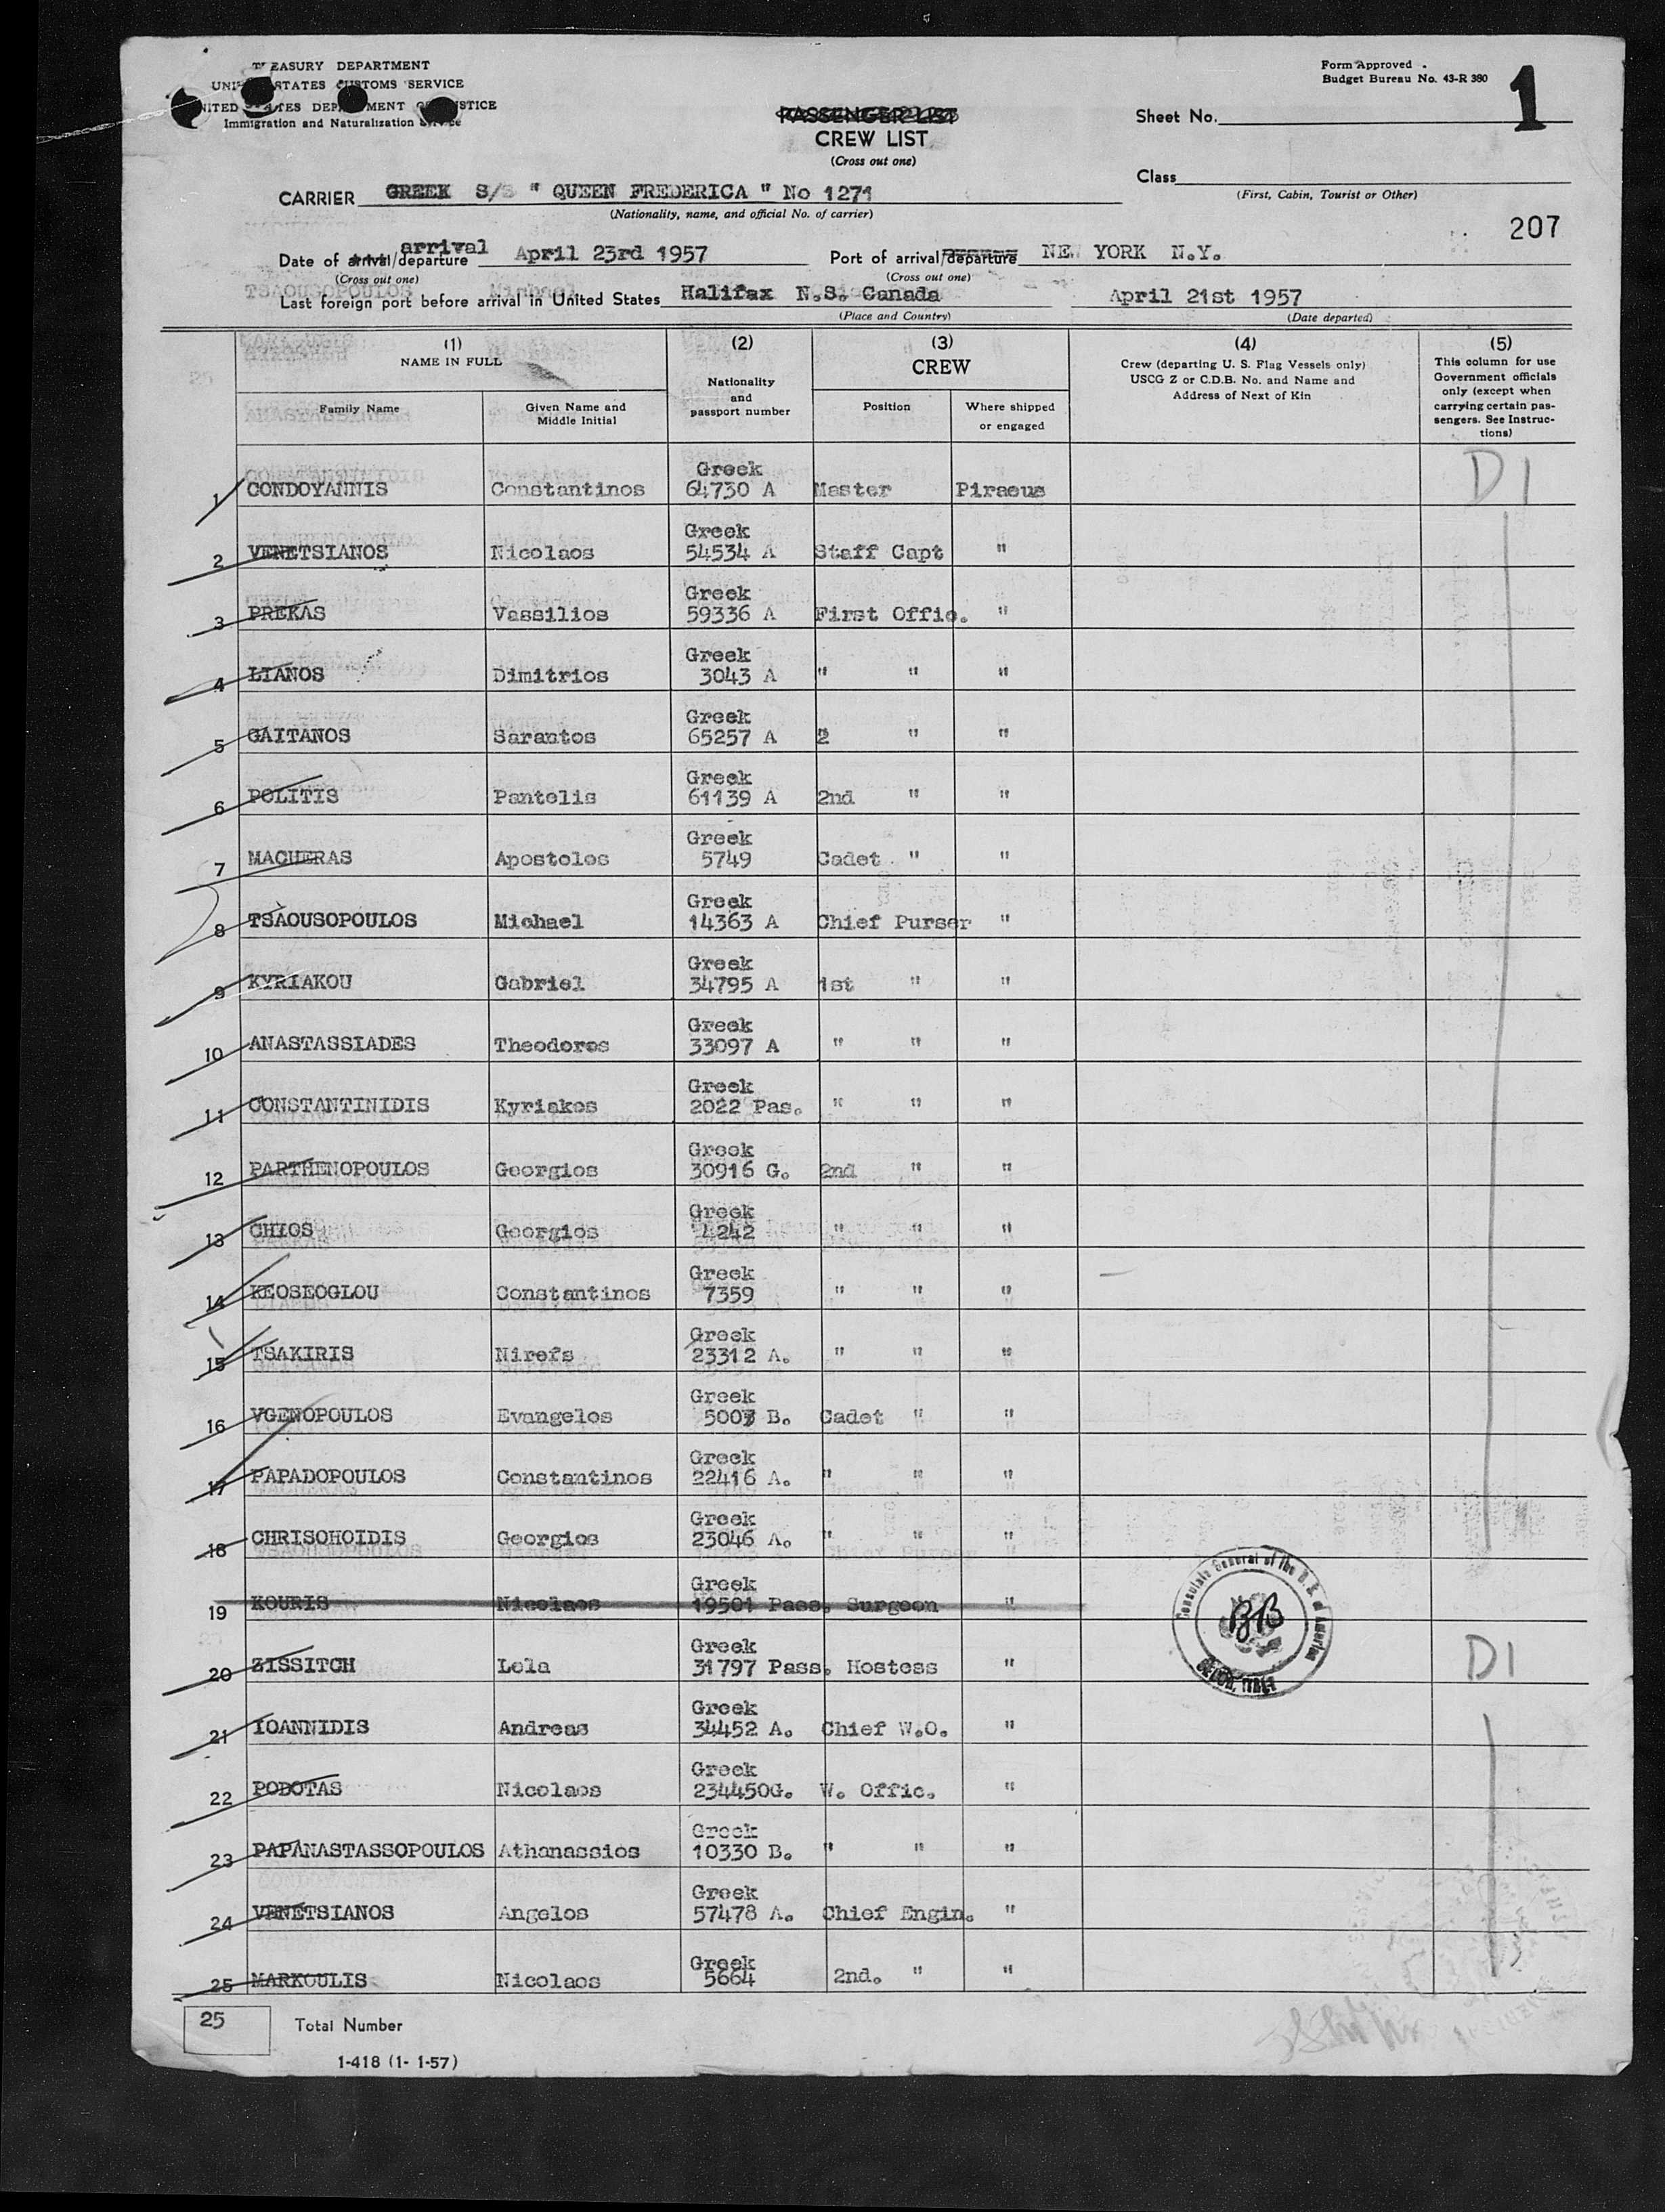 TREASURY DEPARTMENT
UNITED STATES CUSTOMS SERVICE
UNITED STATES DEPARTMENT OF JUSTICE
Immigration and Naturalization Service
Form Approved
Budget Bureau No. 43-R 380
1
PASSENGER LIST
CREW LIST
(Cross out one)
Sheet No.
Class
(First, Cabin, Tourist or Other)
CARRIER GREEK S/S " QUEEN FREDERICA " No 1271
(Nationality, name, and official No. of carrier)
207
arrival
Date of arrival/departure April 23rd 1957 Port of arrival/departure NEW YORK N.Y.
(Cross out one) (Cross out one)
Last foreign port before arrival in United States Halifax N.S. Canada April 21st 1957
(Place and Country) (Date departed)
(1) NAME IN FULL
Family Name
Given Name and Middle Initial
(2) Nationality and passport number
(3) CREW
Position
Where shipped or engaged
(4) Crew (departing U. S. Flag Vessels only) USCG Z or C.D.B. No. and Name and Address of Next of Kin
(5) This column for use Government officials only (except when carrying certain passengers. See Instructions)
1 CONDOYANNIS Constantinos Greek 64730 A Master Piraeus D1
2 VENETSIANOS Nicolaos Greek 54534 A Staff Capt "
3 PREKAS Vassilios Greek 59336 A First Offic. "
4 LIANOS Dimitrios Greek 3043 A " " "
5 GAITANOS Sarantos Greek 65257 A " " "
6 POLITIS Pantelis Greek 61139 A 2nd " "
7 MACHERAS Apostolos Greek 5749 Cadet " "
8 TSAOUSOPOULOS Michael Greek 14363 A Chief Purser "
9 KYRIAKOU Gabriel Greek 34795 A 1st " "
10 ANASTASSIADES Theodoros Greek 33097 A " " "
11 CONSTANTINIDIS Kyriakos Greek 2022 Pas. " " "
12 PARTHENOPOULOS Georgios Greek 30916 G. 2nd " "
13 CHIOS Georgios Greek 4242 " " "
14 KEOSEOGLOU Constantinos Greek 7359 " " "
15 TSAKIRIS Nirefs Greek 23312 A. " " "
16 VGENOPOULOS Evangelos Greek 5007 B. Cadet " "
17 PAPADOPOULOS Constantinos Greek 22416 A. " " "
18 CHRISOHOIDIS Georgios Greek 23046 A. " " "
19 KOURIS Nicolaos Greek 19501 Pass. Surgeon "
20 ZISSITCH Lela Greek 31797 Pass. Hostess " D1
21 IOANNIDIS Andreas Greek 34452 A. Chief W.O. "
22 PODOTAS Nicolaos Greek 234450G. W. Offic. "
23 PAPANASTASSOPOULOS Athanassios Greek 10330 B. " " "
24 VENETSIANOS Angelos Greek 57478 A. Chief Engin. "
25 MARKOULIS Nicolaos Greek 5664 2nd. " "
Consulate General of the U. S. of America
BB
GENOA, ITALY
25
Total Number
1-418 (1- 1-57)